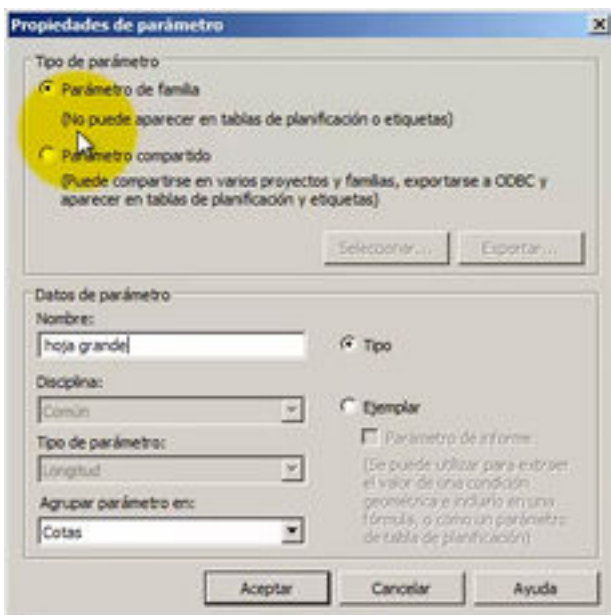 Propiedades de parámetro
Tipo de parámetro
Parámetro de familia
(No puede aparecer en tablas de planificación o etiquetas)
Parámetro compartido
(Puede compartirse en varios proyectos y familias, exportarse a ODBC y
aparecer en tablas de planificación y etiquetas)
Seleccionar... Exportar...
Datos de parámetro
Nombre:
hoja grande
Tipo
Disciplina:
Común
Ejemplar
Parámetro de informe
Tipo de parámetro:
Longitud
(Se puede utilizar para extraer
el valor de una condición
geométrica e incluirlo en una
fórmula, o como un parámetro
de tabla de planificación)
Agrupar parámetro en:
Cotas
Aceptar Cancelar Ayuda